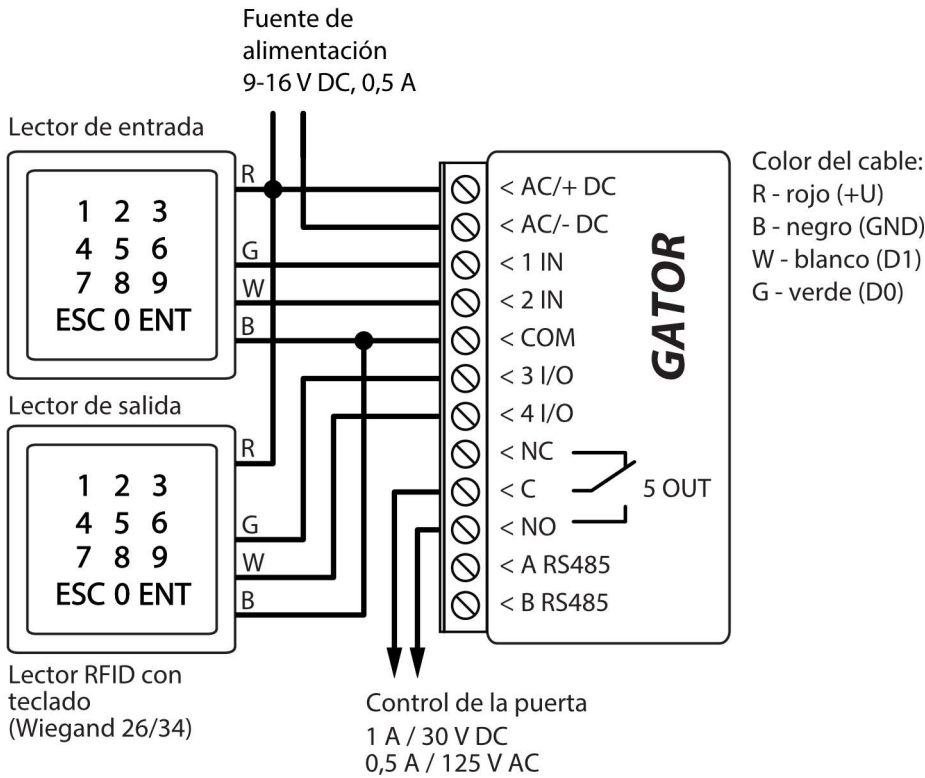 Fuente de
alimentación
9-16 V DC, 0,5 A
Lector de entrada
R
1 2 3
4 5 6
7 8 9
ESC 0 ENT
G
W
B
Lector de salida
R
1 2 3
4 5 6
7 8 9
ESC 0 ENT
G
W
B
Lector RFID con
teclado
(Wiegand 26/34)
< AC/+ DC
< AC/- DC
< 1 IN
< 2 IN
< COM
< 3 I/O
< 4 I/O
< NC
< C
5 OUT
< NO
< A RS485
< B RS485
GATOR
Color del cable:
R - rojo (+U)
B - negro (GND)
W - blanco (D1)
G - verde (D0)
Control de la puerta
1 A / 30 V DC
0,5 A / 125 V AC